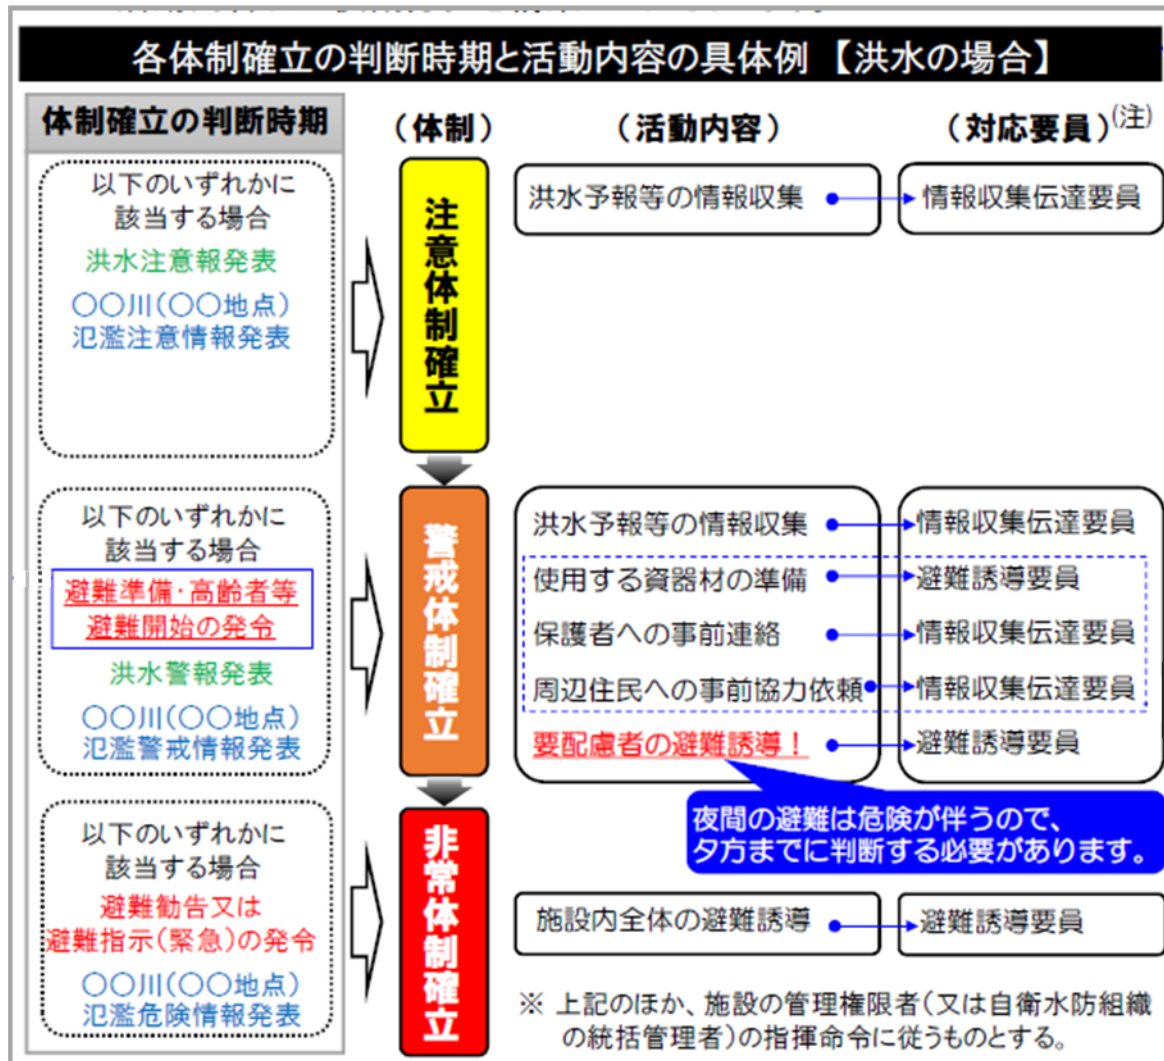 各体制確立の判断時期と活動内容の具体例 【洪水の場合】
体制確立の判断時期
(体制)
(活動内容)
(対応要員)(注)
以下のいずれかに
該当する場合
洪水注意報発表
〇〇川(〇〇地点)
氾濫注意情報発表
注意体制確立
洪水予報等の情報収集
情報収集伝達要員
以下のいずれかに
該当する場合
避難準備・高齢者等
避難開始の発令
洪水警報発表
〇〇川(〇〇地点)
氾濫警戒情報発表
警戒体制確立
洪水予報等の情報収集
情報収集伝達要員
使用する資器材の準備
避難誘導要員
保護者への事前連絡
情報収集伝達要員
周辺住民への事前協力依頼
情報収集伝達要員
要配慮者の避難誘導!
避難誘導要員
夜間の避難は危険が伴うので、
夕方までに判断する必要があります。
以下のいずれかに
該当する場合
避難勧告又は
避難指示(緊急)の発令
〇〇川(〇〇地点)
氾濫危険情報発表
非常体制確立
施設内全体の避難誘導
避難誘導要員
※ 上記のほか、施設の管理権限者(又は自衛水防組織
の統括管理者)の指揮命令に従うものとする。